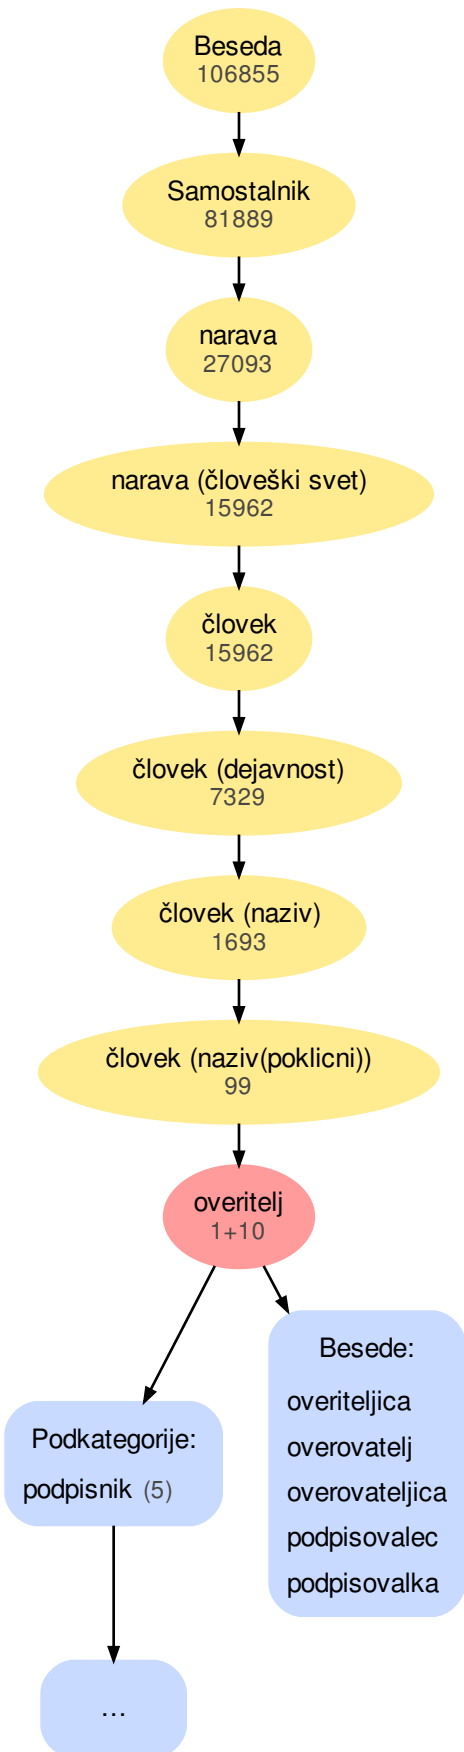 Beseda
106855
Samostalnik
81889
narava
27093
narava (človeški svet)
15962
človek
15962
človek (dejavnost)
7329
človek (naziv)
1693
človek (naziv(poklicni))
99
overitelj
1+10
Besede:
overiteljica
overovatelj
overovateljica
podpisovalec
podpisovalka
Podkategorije:
podpisnik (5)
...